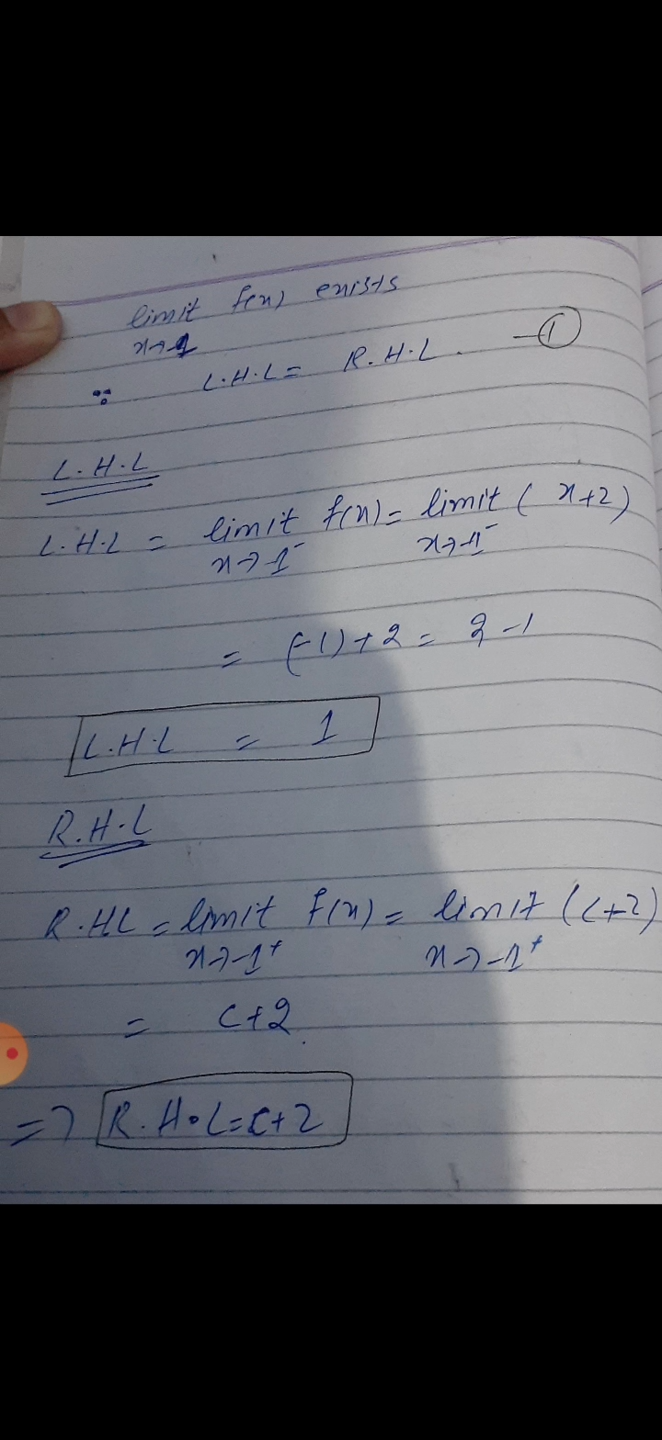 limit f(x) exists
x→-1
∵ L.H.L = R.H.L. —①
L.H.L
L.H.L = limit f(x) = limit (x+2)
x→-1⁻ x→-1⁻
= (-1)+2 = 2-1
L.H.L = 1
R.H.L
R.HL = limit f(x) = limit (c+2)
x→-1⁺ x→-1⁺
= c+2
=> R.H.L = c+2